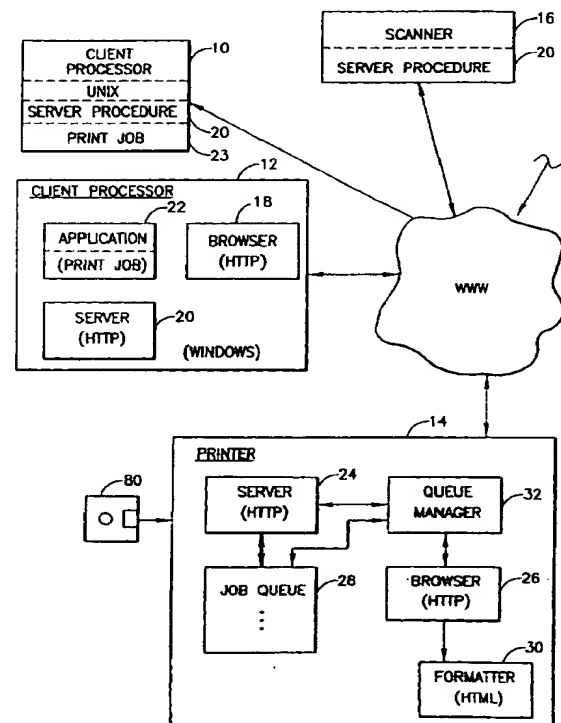 10
CLIENT
PROCESSOR
UNIX
SERVER PROCEDURE
20
PRINT JOB
23
16
SCANNER
20
SERVER PROCEDURE
12
CLIENT PROCESSOR
22
APPLICATION
(PRINT JOB)
18
BROWSER
(HTTP)
20
SERVER
(HTTP)
(WINDOWS)
WWW
14
PRINTER
80
24
SERVER
(HTTP)
32
QUEUE
MANAGER
28
JOB QUEUE
26
BROWSER
(HTTP)
30
FORMATTER
(HTML)